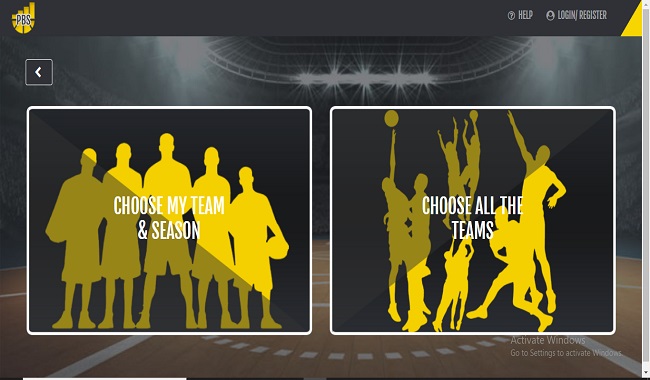 PBS
HELP
LOGIN/ REGISTER
CHOOSE MY TEAM
& SEASON
CHOOSE ALL THE
TEAMS
Activate Windows
Go to Settings to activate Windows.